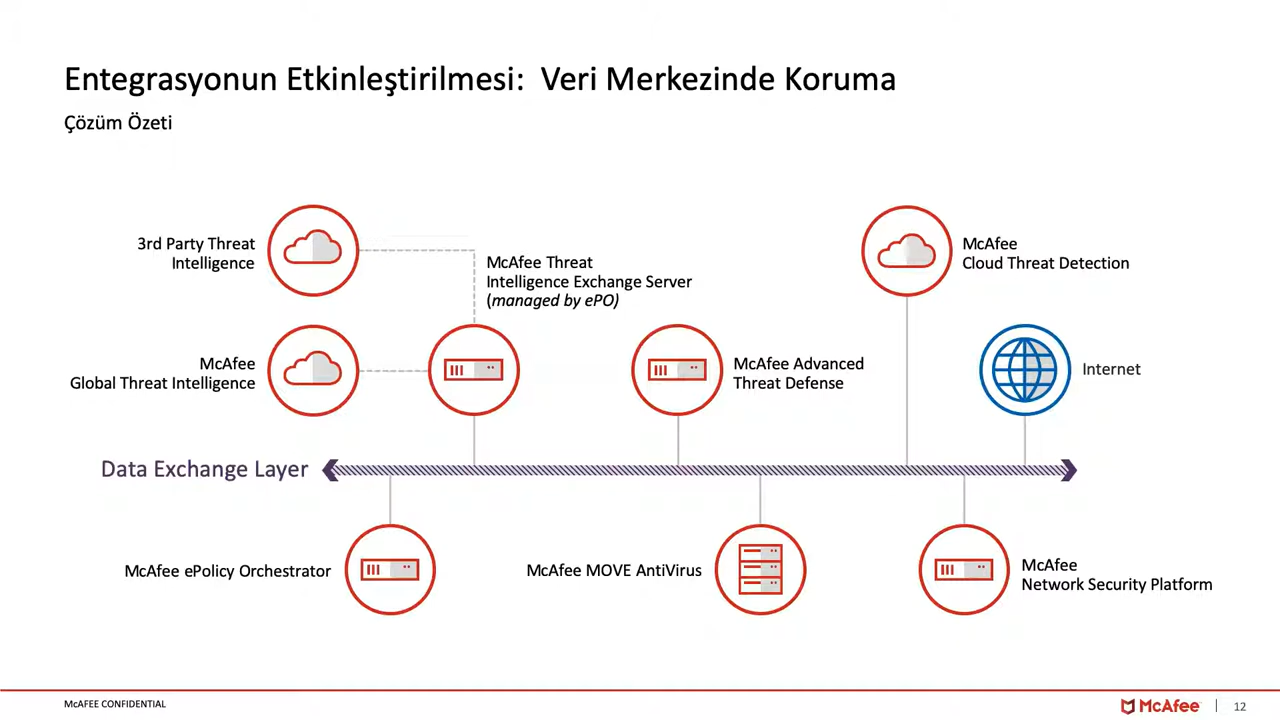 Entegrasyonun Etkinleştirilmesi: Veri Merkezinde Koruma
Çözüm Özeti
3rd Party Threat
Intelligence
McAfee Threat
Intelligence Exchange Server
(managed by ePO)
McAfee
Cloud Threat Detection
McAfee
Global Threat Intelligence
McAfee Advanced
Threat Defense
Internet
Data Exchange Layer
McAfee ePolicy Orchestrator
McAfee MOVE AntiVirus
McAfee
Network Security Platform
McAFEE CONFIDENTIAL
McAfee
12